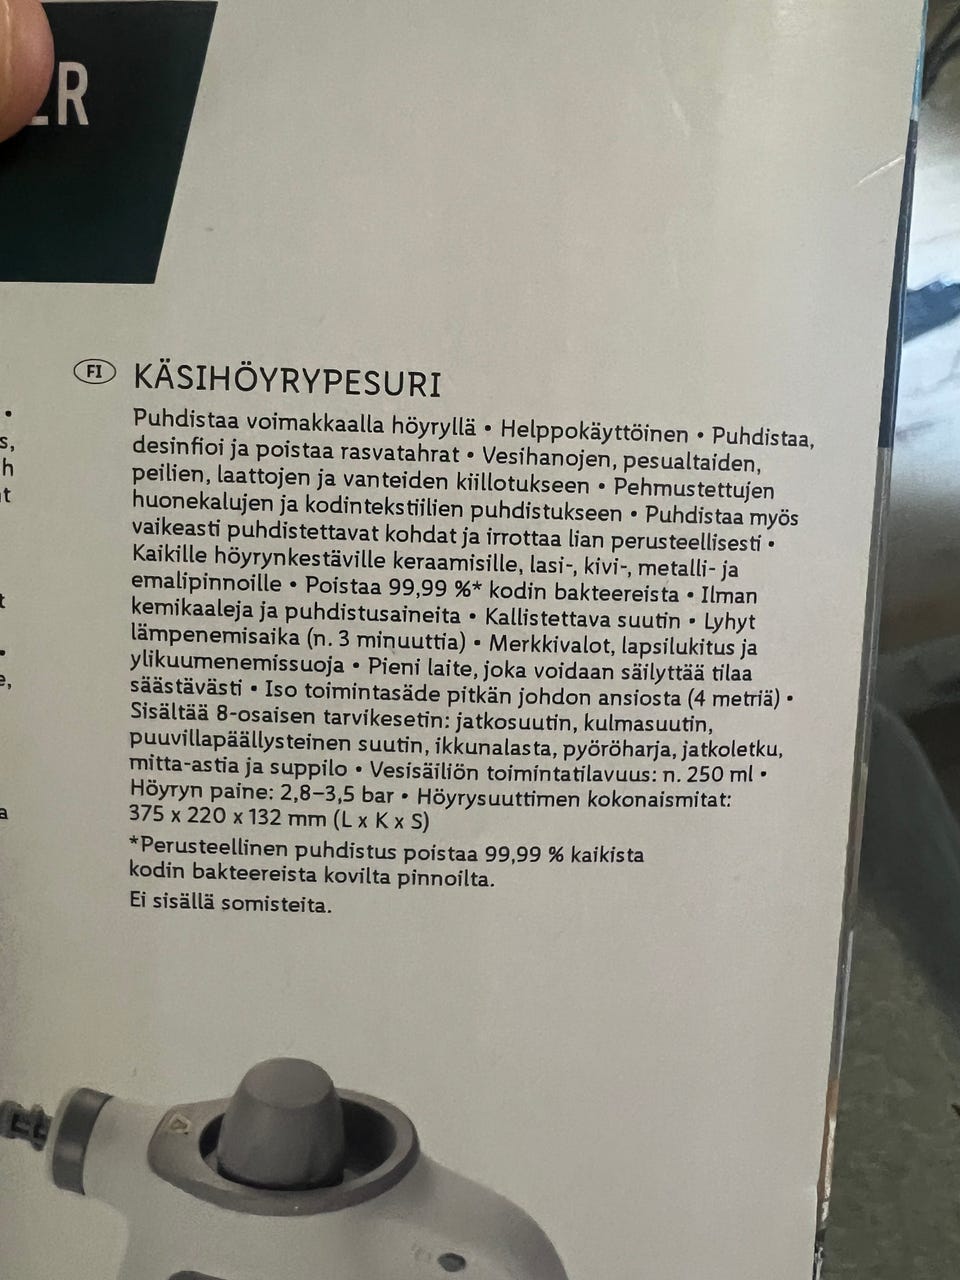 ER
FI KÄSIHÖYRYPESURI
Puhdistaa voimakkaalla höyryllä • Helppokäyttöinen • Puhdistaa,
desinfioi ja poistaa rasvatahrat • Vesihanojen, pesualtaiden,
peilien, laattojen ja vanteiden kiillotukseen • Pehmustettujen
huonekalujen ja kodintekstiilien puhdistukseen • Puhdistaa myös
vaikeasti puhdistettavat kohdat ja irrottaa lian perusteellisesti •
Kaikille höyrynkestäville keraamisille, lasi-, kivi-, metalli- ja
emalipinnoille • Poistaa 99,99 %* kodin bakteereista • Ilman
kemikaaleja ja puhdistusaineita • Kallistettava suutin • Lyhyt
lämpenemisaika (n. 3 minuuttia) • Merkkivalot, lapsilukitus ja
ylikuumenemissuoja • Pieni laite, joka voidaan säilyttää tilaa
säästävästi • Iso toimintasäde pitkän johdon ansiosta (4 metriä) •
Sisältää 8-osaisen tarvikesetin: jatkosuutin, kulmasuutin,
puuvillapäällysteinen suutin, ikkunalasta, pyöröharja, jatkoletku,
mitta-astia ja suppilo • Vesisäiliön toimintatilavuus: n. 250 ml •
Höyryn paine: 2,8–3,5 bar • Höyrysuuttimen kokonaismitat:
375 x 220 x 132 mm (L x K x S)
*Perusteellinen puhdistus poistaa 99,99 % kaikista
kodin bakteereista kovilta pinnoilta.
Ei sisällä somisteita.